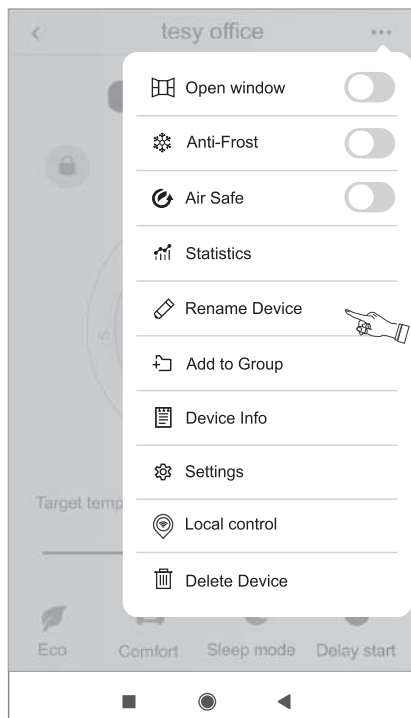 tesy office
Open window
Anti-Frost
Air Safe
Statistics
Rename Device
Add to Group
Device Info
Settings
Local control
Target temp
Delete Device
Eco
Comfort
Sleep mode
Delay start